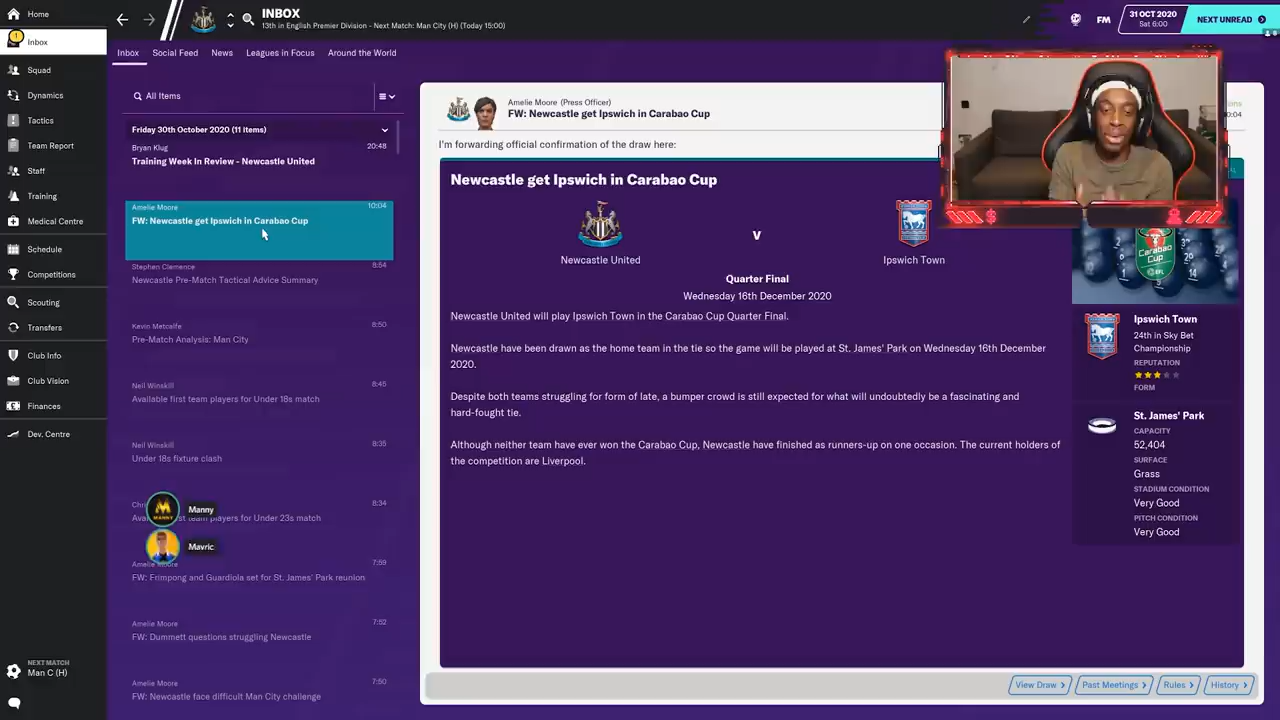 Home
Inbox
Squad
Dynamics
Tactics
Team Report
Staff
Training
Medical Centre
Schedule
Competitions
Scouting
Transfers
Club Info
Club Vision
Finances
Dev. Centre
NEXT MATCH
Man C (H)
INBOX
13th in English Premier Division - Next Match: Man City (H) (Today 15:00)
FM
31 OCT 2020
Sat 6:00
NEXT UNREAD
Inbox
Social Feed
News
Leagues in Focus
Around the World
All Items
Friday 30th October 2020 (11 items)
Bryan Klug
20:48
Training Week In Review - Newcastle United
Amelie Moore
10:04
FW: Newcastle get Ipswich in Carabao Cup
Stephen Clemence
8:54
Newcastle Pre-Match Tactical Advice Summary
Kevin Metcalfe
8:50
Pre-Match Analysis: Man City
Neil Winskill
8:45
Available first team players for Under 18s match
Neil Winskill
8:35
Under 18s fixture clash
8:34
st team players for Under 23s match
Manny
Mavric
7:59
FW: Frimpong and Guardiola set for St. James' Park reunion
Amelie Moore
7:52
FW: Dummett questions struggling Newcastle
Amelie Moore
7:50
FW: Newcastle face difficult Man City challenge
Amelie Moore (Press Officer)
FW: Newcastle get Ipswich in Carabao Cup
I'm forwarding official confirmation of the draw here:
Newcastle get Ipswich in Carabao Cup
v
Newcastle United
Ipswich Town
Quarter Final
Wednesday 16th December 2020
Newcastle United will play Ipswich Town in the Carabao Cup Quarter Final.
Newcastle have been drawn as the home team in the tie so the game will be played at St. James' Park on Wednesday 16th December
2020.
Despite both teams struggling for form of late, a bumper crowd is still expected for what will undoubtedly be a fascinating and
hard-fought tie.
Although neither team have ever won the Carabao Cup, Newcastle have finished as runners-up on one occasion. The current holders of
the competition are Liverpool.
Carabao
Cup
EFL
Ipswich Town
24th in Sky Bet
Championship
REPUTATION
FORM
St. James' Park
CAPACITY
52,404
SURFACE
Grass
STADIUM CONDITION
Very Good
PITCH CONDITION
Very Good
View Draw
Past Meetings
Rules
History